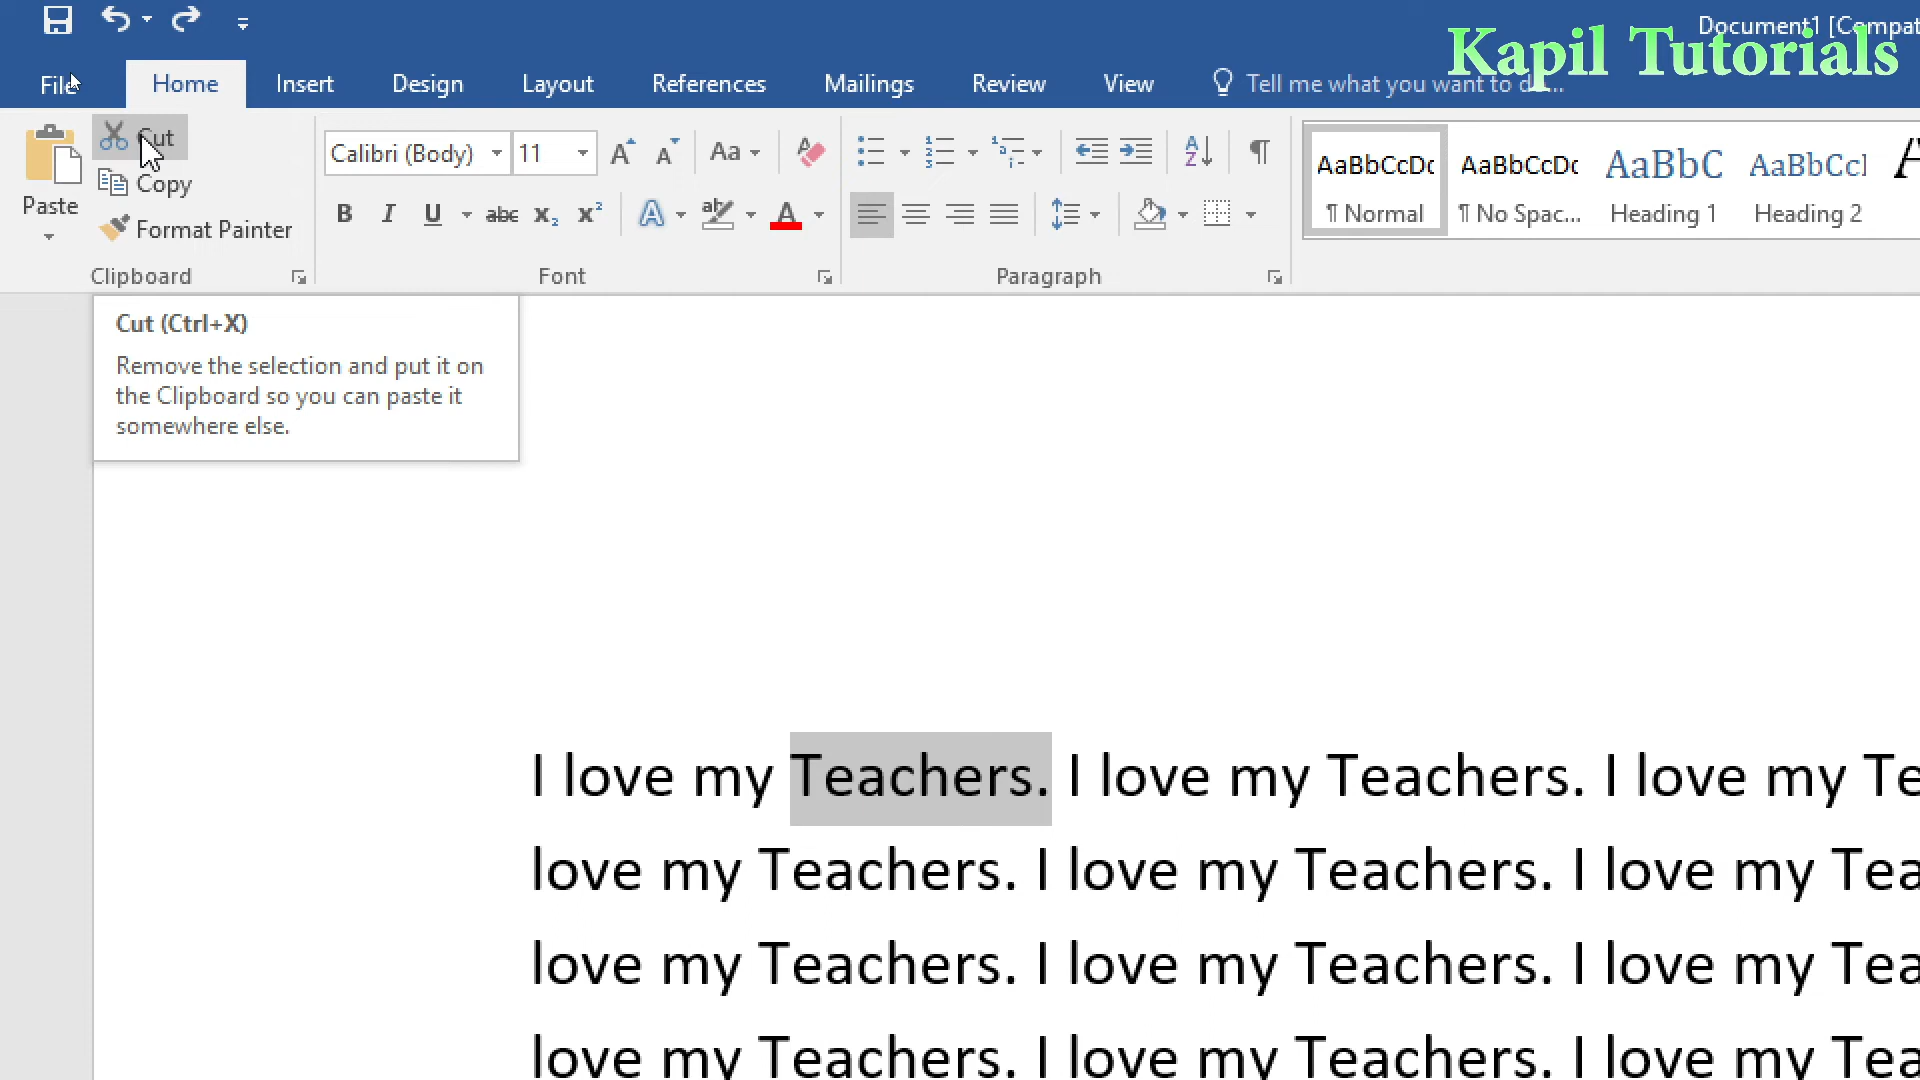 Document1 [Compat
Kapil Tutorials
File Home Insert Design Layout References Mailings Review View Tell me what you want to d...
Cut
Copy
Format Painter
Paste
Clipboard
Calibri (Body) 11
Aa
B I U abc x₂ x²
A ab A
Font
A Z
¶
Paragraph
AaBbCcDc AaBbCcDc AaBbC AaBbCcI A
¶ Normal ¶ No Spac... Heading 1 Heading 2
Cut (Ctrl+X)
Remove the selection and put it on
the Clipboard so you can paste it
somewhere else.
I love my Teachers. I love my Teachers. I love my Te
love my Teachers. I love my Teachers. I love my Tea
love my Teachers. I love my Teachers. I love my Tea
love my Teachers. I love my Teachers. I love my Tea